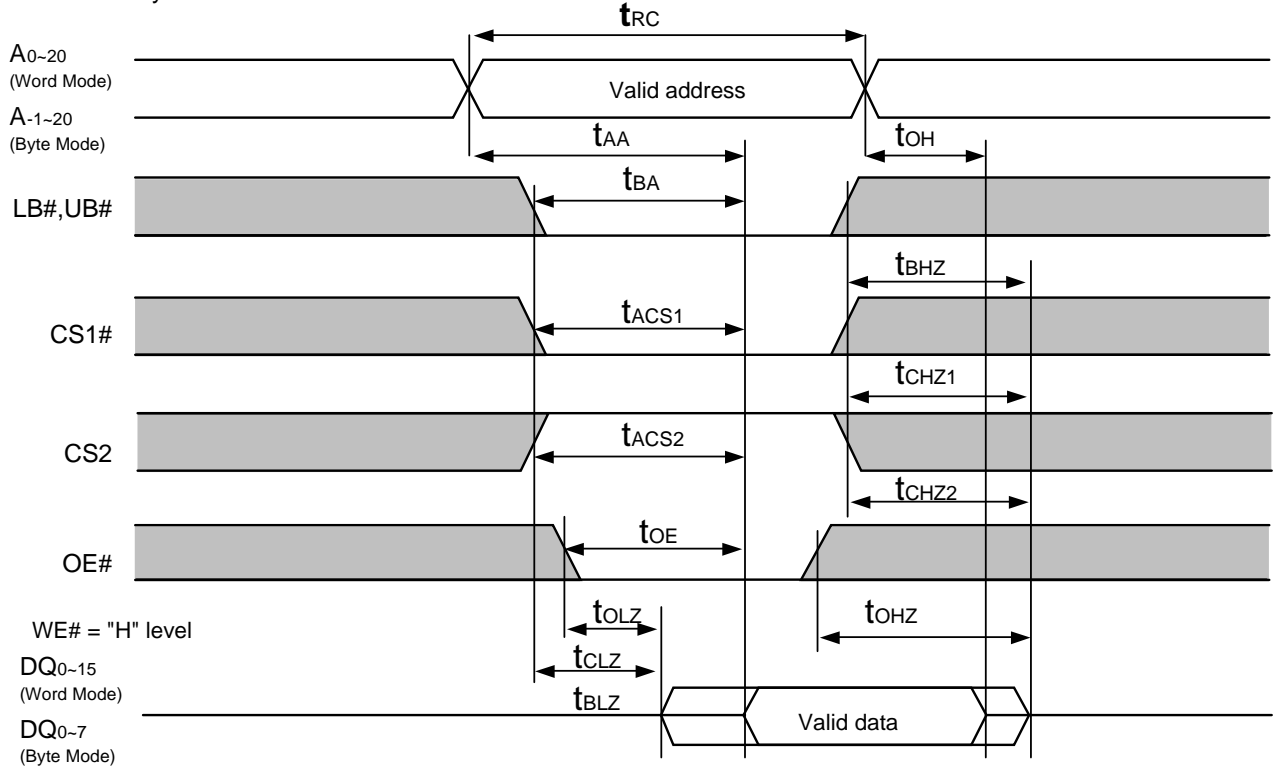 tRC
A0~20
(Word Mode)
Valid address
A-1~20
(Byte Mode)
tAA
tOH
LB#,UB#
tBA
tBHZ
CS1#
tACS1
tCHZ1
CS2
tACS2
tCHZ2
OE#
tOE
tOLZ
tOHZ
WE# = "H" level
DQ0~15
(Word Mode)
tCLZ
tBLZ
DQ0~7
(Byte Mode)
Valid data